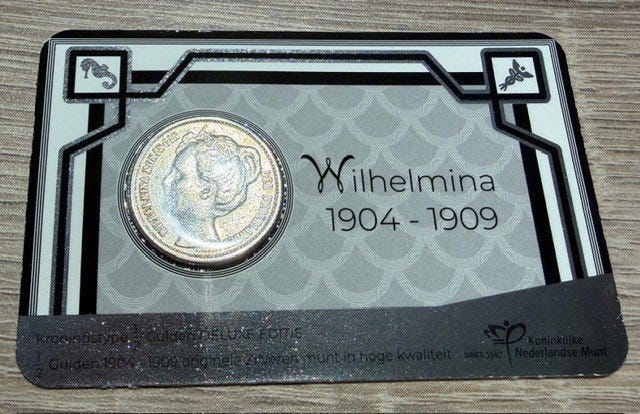 Wilhelmina
1904 - 1909
Kroningstype ½ Gulden DELUXE EDITIE
½ Gulden 1904 - 1909 originele Zilveren munt in hoge kwaliteit
SINDS 1567
Koninklijke
Nederlandse Munt